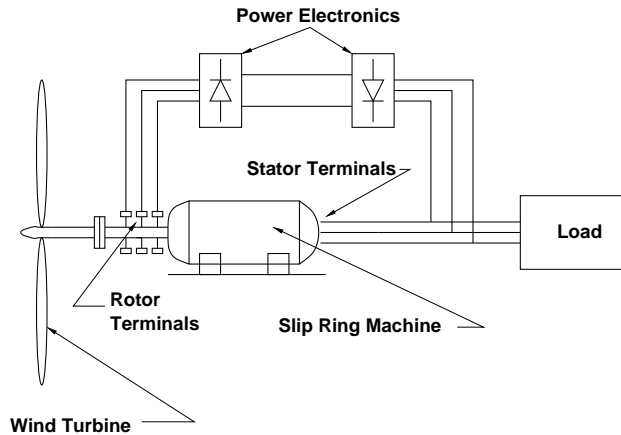 Power Electronics
Stator Terminals
Load
Rotor
Terminals
Slip Ring Machine
Wind Turbine